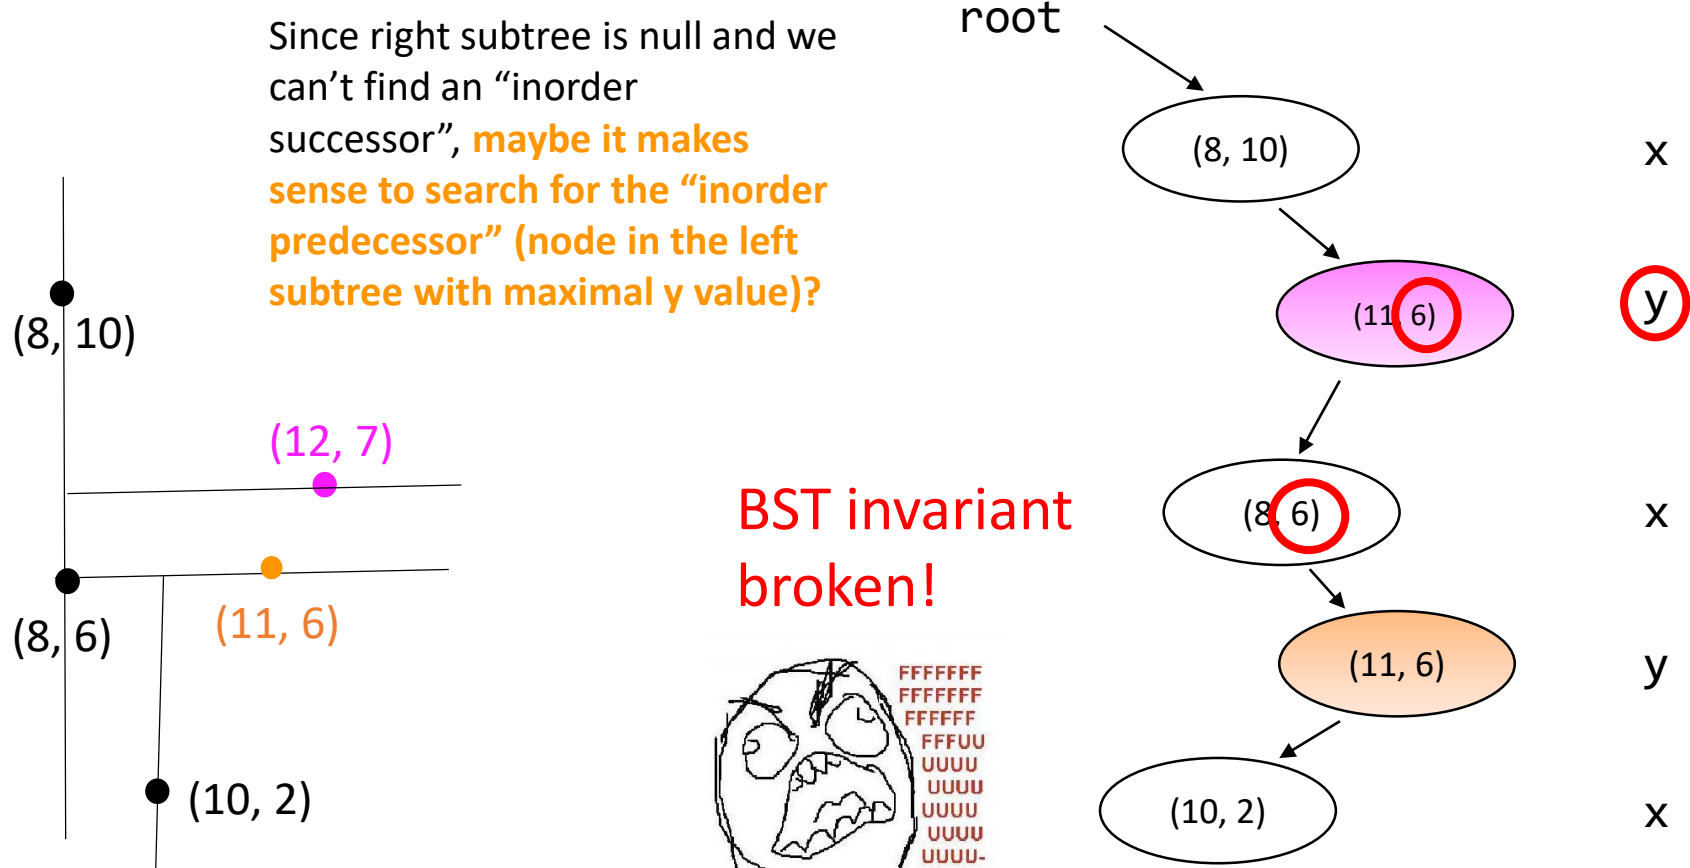 Since right subtree is null and we
can’t find an “inorder
successor”, maybe it makes
sense to search for the “inorder
predecessor” (node in the left
subtree with maximal y value)?
(8, 10)
(12, 7)
(8, 6)
(11, 6)
(10, 2)
BST invariant
broken!
FFFFFFF
FFFFFFF
FFFFFF
FFFUU
UUUU
UUUU
UUUU
UUUU
UUUU-
root
(8, 10)
x
(11, 6)
y
(8, 6)
x
(11, 6)
y
(10, 2)
x